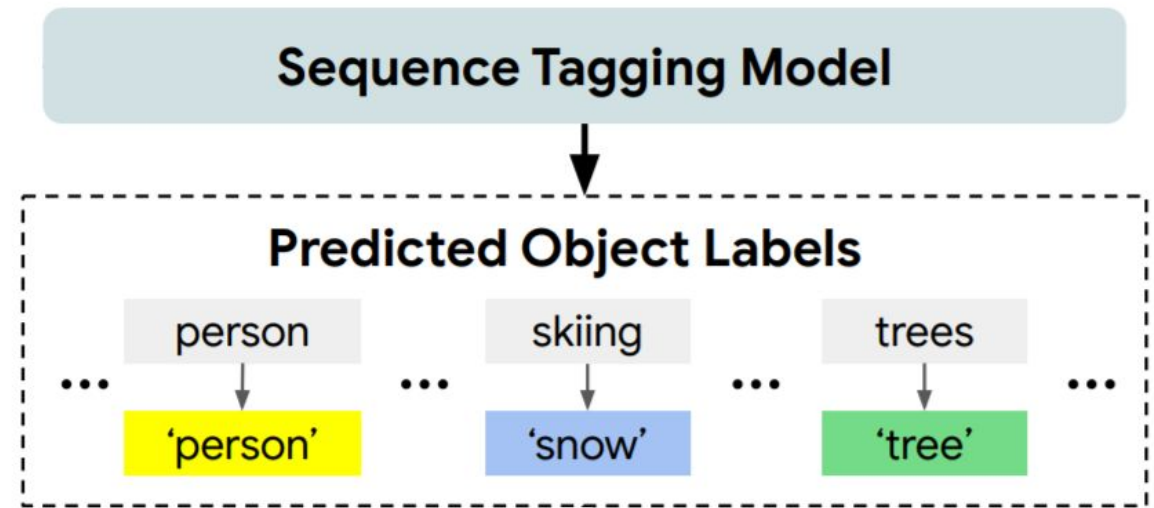 Sequence Tagging Model
Predicted Object Labels
person skiing trees
... ... ... ...
‘person’ ‘snow’ ‘tree’